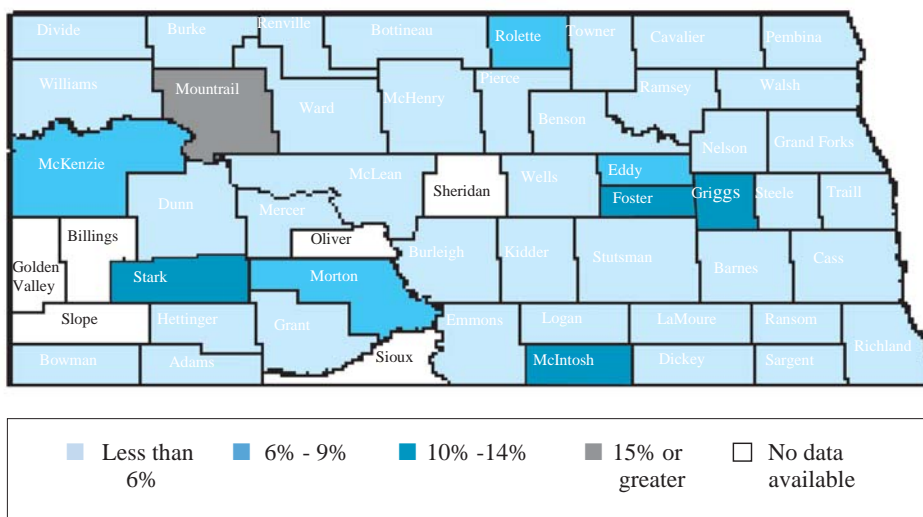 Divide
Burke
Renville
Bottineau
Rolette
Towner
Cavalier
Pembina
Williams
Mountrail
Ward
McHenry
Pierce
Benson
Ramsey
Walsh
Nelson
Grand Forks
McKenzie
Dunn
McLean
Mercer
Sheridan
Wells
Eddy
Foster
Griggs
Steele
Traill
Billings
Golden
Valley
Oliver
Stark
Morton
Burleigh
Kidder
Stutsman
Barnes
Cass
Slope
Hettinger
Grant
Emmons
Logan
LaMoure
Ransom
Richland
Bowman
Adams
Sioux
McIntosh
Dickey
Sargent
Less than
6%
6% - 9%
10% -14%
15% or
greater
No data
available